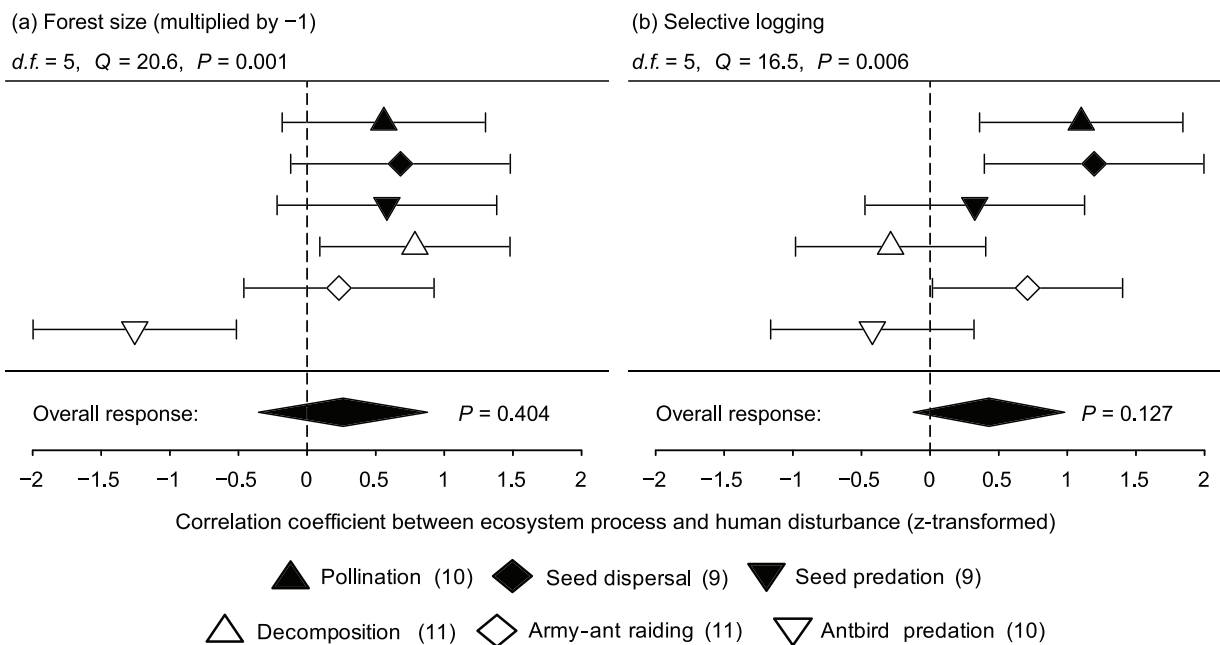 (a) Forest size (multiplied by −1)
d.f. = 5, Q = 20.6, P = 0.001
Overall response:
P = 0.404
−2 −1 −1 −0.5 0 0.5 1 1.5 2
(b) Selective logging
d.f. = 5, Q = 16.5, P = 0.006
Overall response:
P = 0.127
−2 −1 −1 −0.5 0 0.5 1 1.5 2
Correlation coefficient between ecosystem process and human disturbance (z-transformed)
Pollination (10) Seed dispersal (9) Seed predation (9)
Decomposition (11) Army-ant raiding (11) Antbird predation (10)